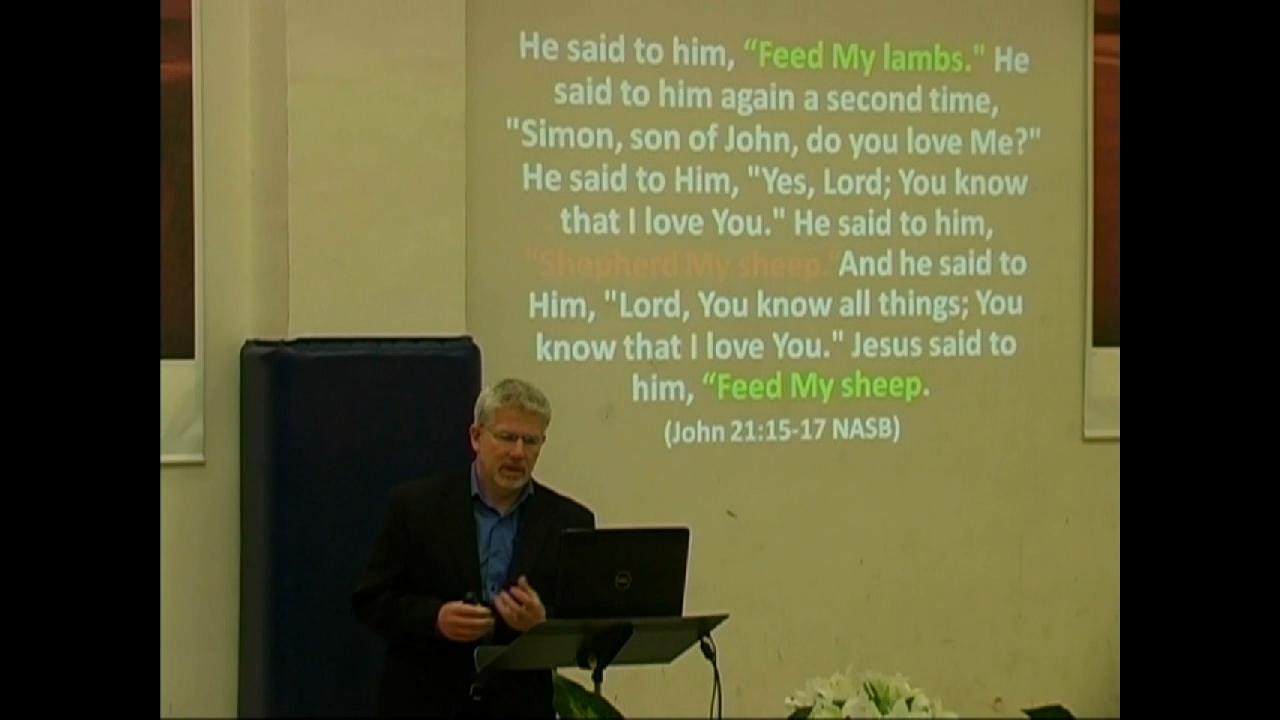 He said to him, “Feed My lambs." He
said to him again a second time,
"Simon, son of John, do you love Me?"
He said to Him, "Yes, Lord; You know
that I love You." He said to him,
"Shepherd My sheep." And he said to
Him, "Lord, You know all things; You
know that I love You." Jesus said to
him, “Feed My sheep.
(John 21:15-17 NASB)
DELL